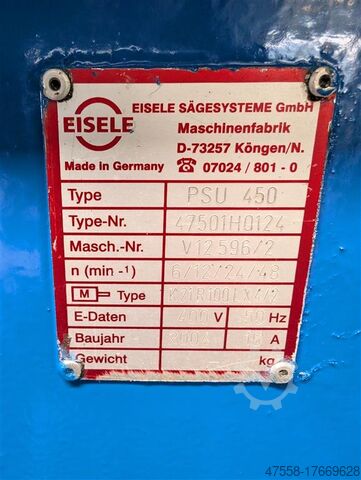 EISELE
EISELE SÄGESYSTEME GmbH
Maschinenfabrik
D-73257 Köngen/N.
Made in Germany ☎ 07024 / 801 - 0
Type PSU 450
Type-Nr. 47501H0124
Masch.-Nr. V12596/2
n (min -1) 6/12/24/48
M Type
E-Daten 400 V 50 Hz
Baujahr A
Gewicht kg
47558-17669628